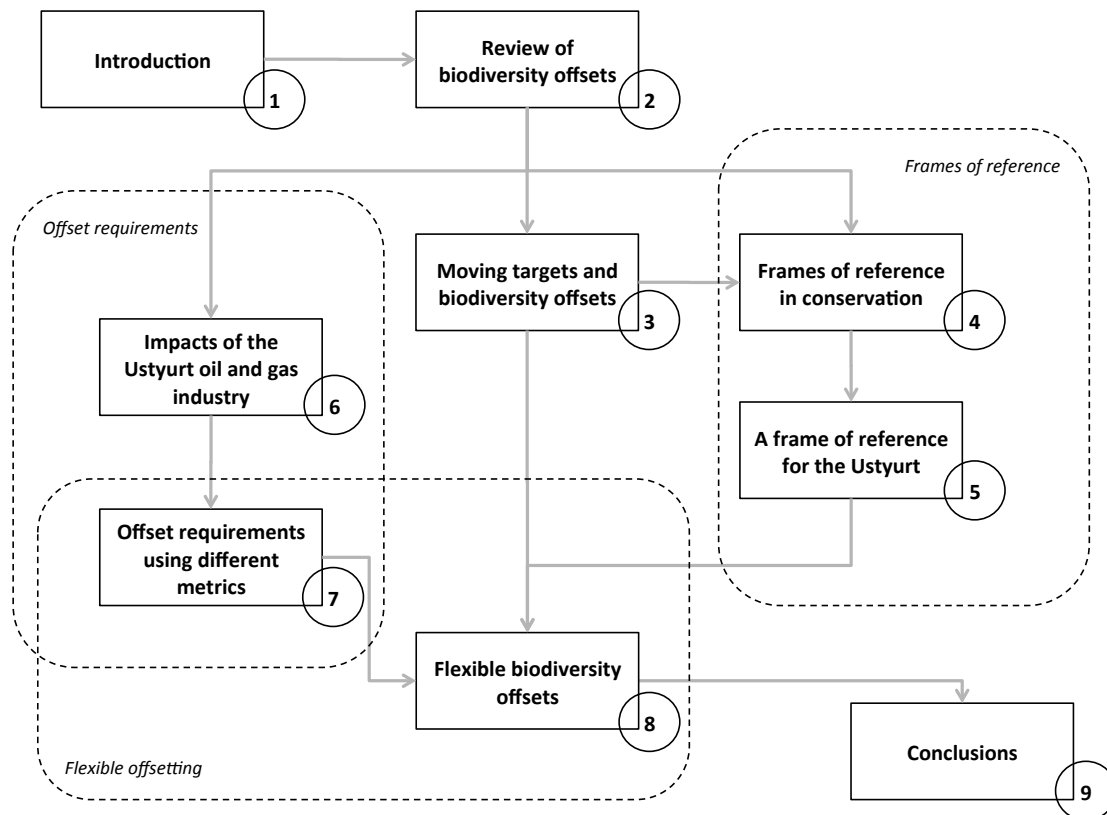 Introduction
1
Review of
biodiversity offsets
2
Frames of reference
Offset requirements
Moving targets and
biodiversity offsets
3
Frames of reference
in conservation
4
Impacts of the
Ustyurt oil and gas
industry
6
A frame of reference
for the Ustyurt
5
Offset requirements
using different
metrics
7
Flexible biodiversity
offsets
8
Flexible offsetting
Conclusions
9